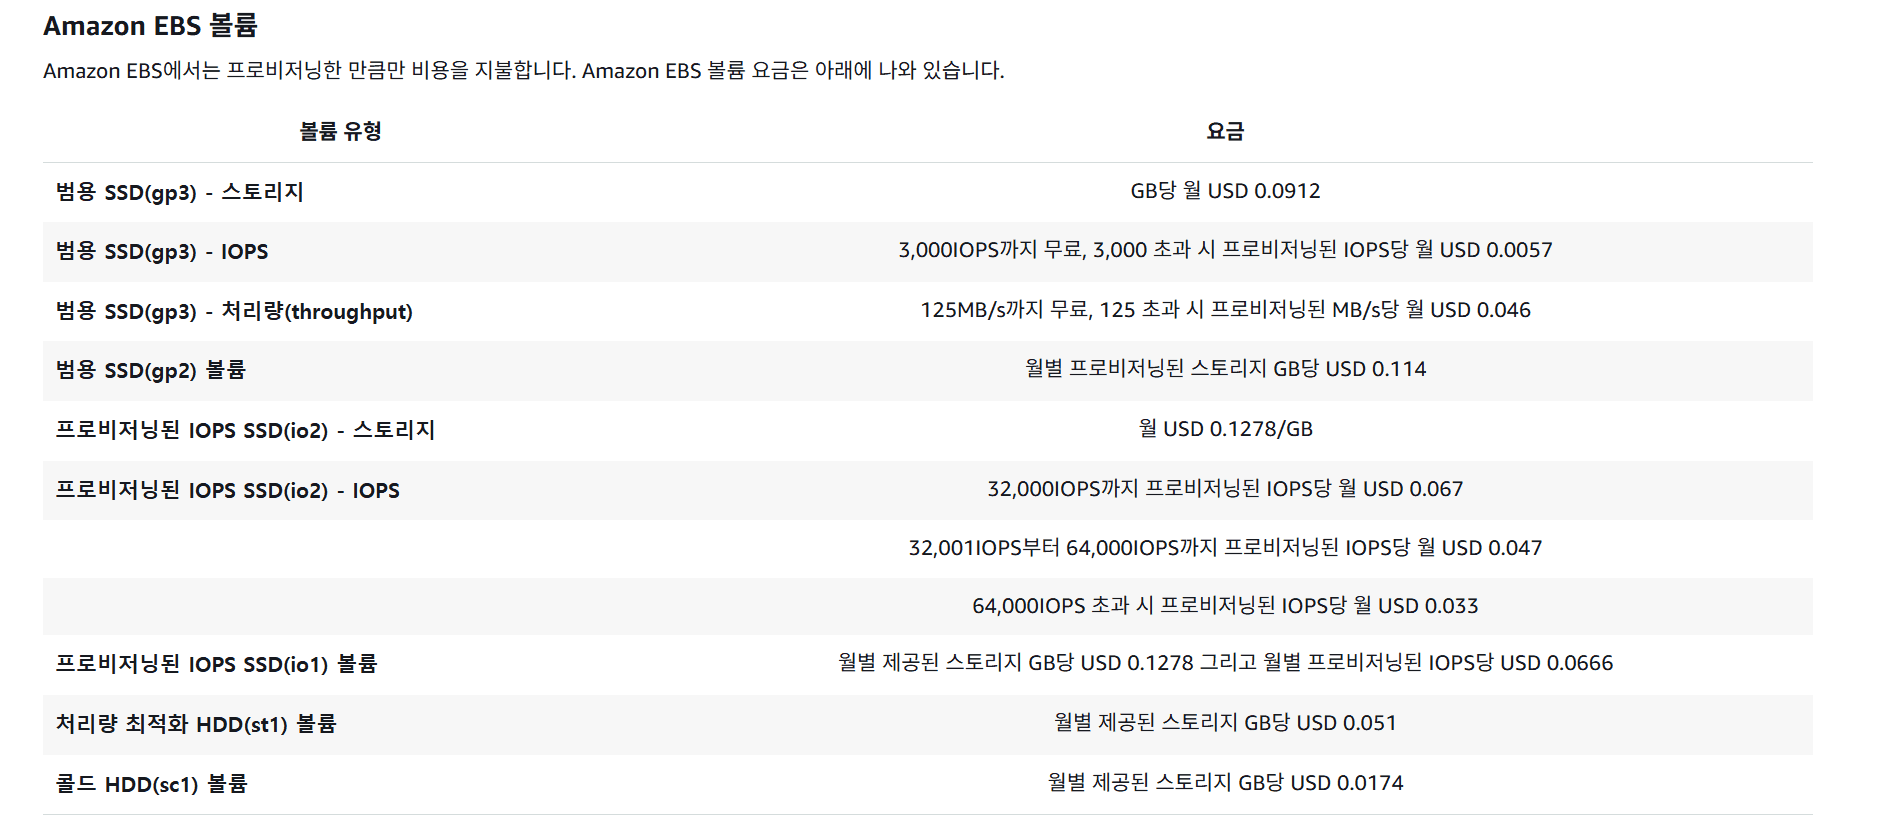 Amazon EBS 볼륨
Amazon EBS에서는 프로비저닝한 만큼만 비용을 지불합니다. Amazon EBS 볼륨 요금은 아래에 나와 있습니다.
볼륨 유형 요금
범용 SSD(gp3) - 스토리지 GB당 월 USD 0.0912
범용 SSD(gp3) - IOPS 3,000IOPS까지 무료, 3,000 초과 시 프로비저닝된 IOPS당 월 USD 0.0057
범용 SSD(gp3) - 처리량(throughput) 125MB/s까지 무료, 125 초과 시 프로비저닝된 MB/s당 월 USD 0.046
범용 SSD(gp2) 볼륨 월별 프로비저닝된 스토리지 GB당 USD 0.114
프로비저닝된 IOPS SSD(io2) - 스토리지 월 USD 0.1278/GB
프로비저닝된 IOPS SSD(io2) - IOPS 32,000IOPS까지 프로비저닝된 IOPS당 월 USD 0.067
32,001IOPS부터 64,000IOPS까지 프로비저닝된 IOPS당 월 USD 0.047
64,000IOPS 초과 시 프로비저닝된 IOPS당 월 USD 0.033
프로비저닝된 IOPS SSD(io1) 볼륨 월별 제공된 스토리지 GB당 USD 0.1278 그리고 월별 프로비저닝된 IOPS당 USD 0.0666
처리량 최적화 HDD(st1) 볼륨 월별 제공된 스토리지 GB당 USD 0.051
콜드 HDD(sc1) 볼륨 월별 제공된 스토리지 GB당 USD 0.0174